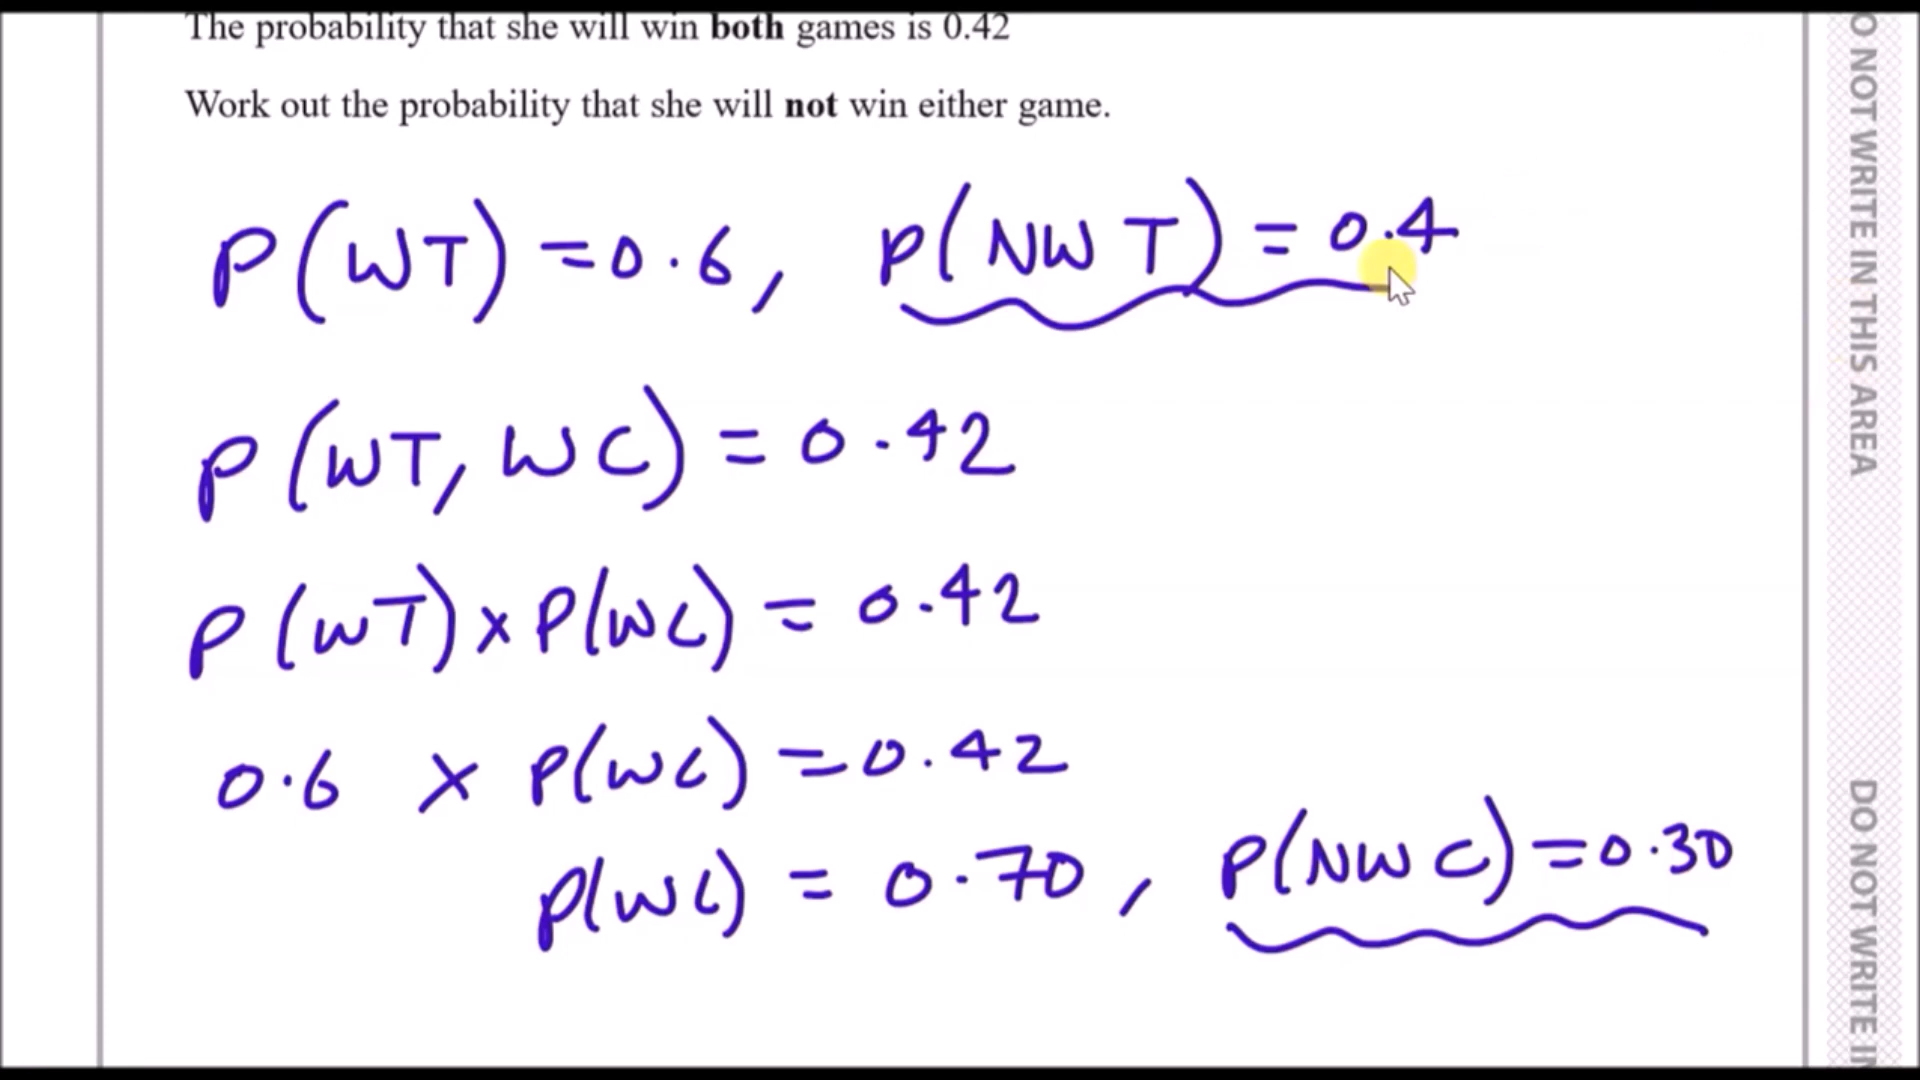 The probability that she will win both games is 0.42
Work out the probability that she will not win either game.
P(WT) = 0.6, P(NWT) = 0.4
P(WT, WC) = 0.42
P(WT) x P(WC) = 0.42
0.6 x P(WC) = 0.42
P(WC) = 0.70, P(NWC) = 0.30
O NOT WRITE IN THIS AREA
DO NOT WRITE IN